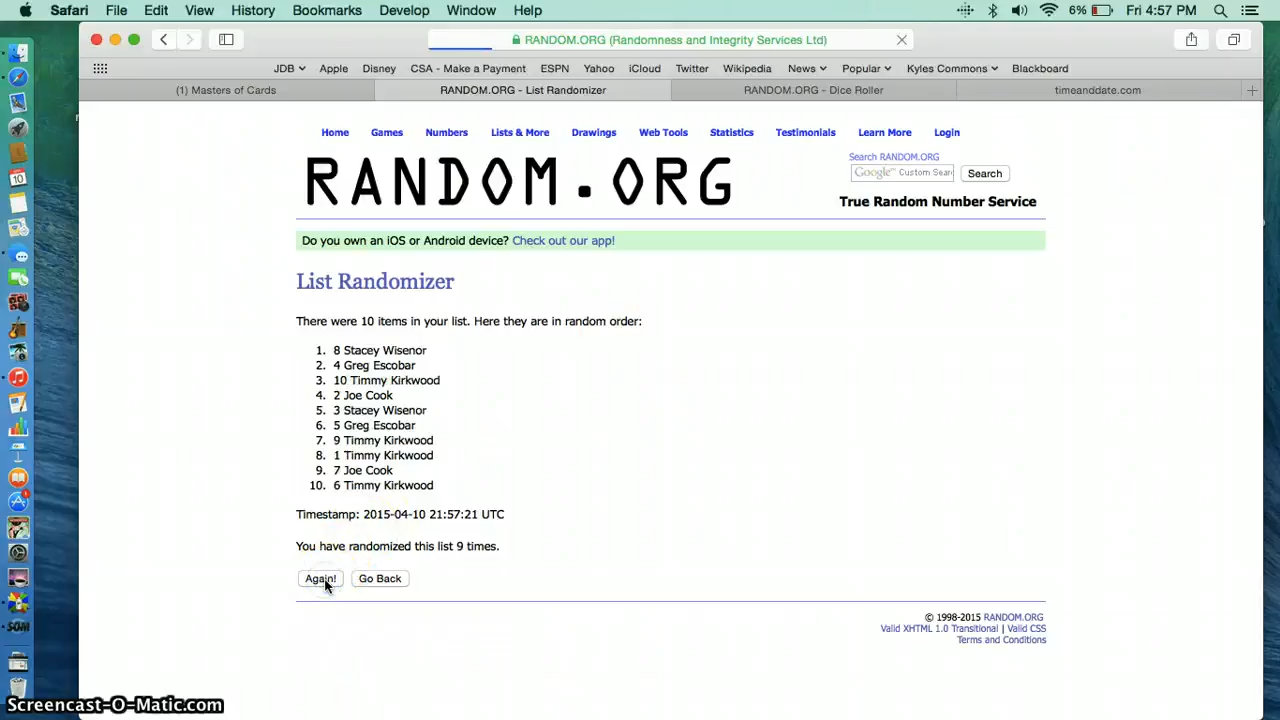 Safari File Edit View History Bookmarks Develop Window Help 6% Fri 4:57 PM
RANDOM.ORG (Randomness and Integrity Services Ltd)
JDB Apple Disney CSA - Make a Payment ESPN Yahoo iCloud Twitter Wikipedia News Popular Kyles Commons Blackboard
(1) Masters of Cards RANDOM.ORG - List Randomizer RANDOM.ORG - Dice Roller timeanddate.com
Home Games Numbers Lists & More Drawings Web Tools Statistics Testimonials Learn More Login
Search RANDOM.ORG
Google™ Custom Sear Search
RANDOM.ORG
True Random Number Service
Do you own an iOS or Android device? Check out our app!
List Randomizer
There were 10 items in your list. Here they are in random order:
1. 8 Stacey Wisenor
2. 4 Greg Escobar
3. 10 Timmy Kirkwood
4. 2 Joe Cook
5. 3 Stacey Wisenor
6. 5 Greg Escobar
7. 9 Timmy Kirkwood
8. 1 Timmy Kirkwood
9. 7 Joe Cook
10. 6 Timmy Kirkwood
Timestamp: 2015-04-10 21:57:21 UTC
You have randomized this list 9 times.
Again! Go Back
© 1998-2015 RANDOM.ORG
Valid XHTML 1.0 Transitional | Valid CSS
Terms and Conditions
Screencast-O-Matic.com